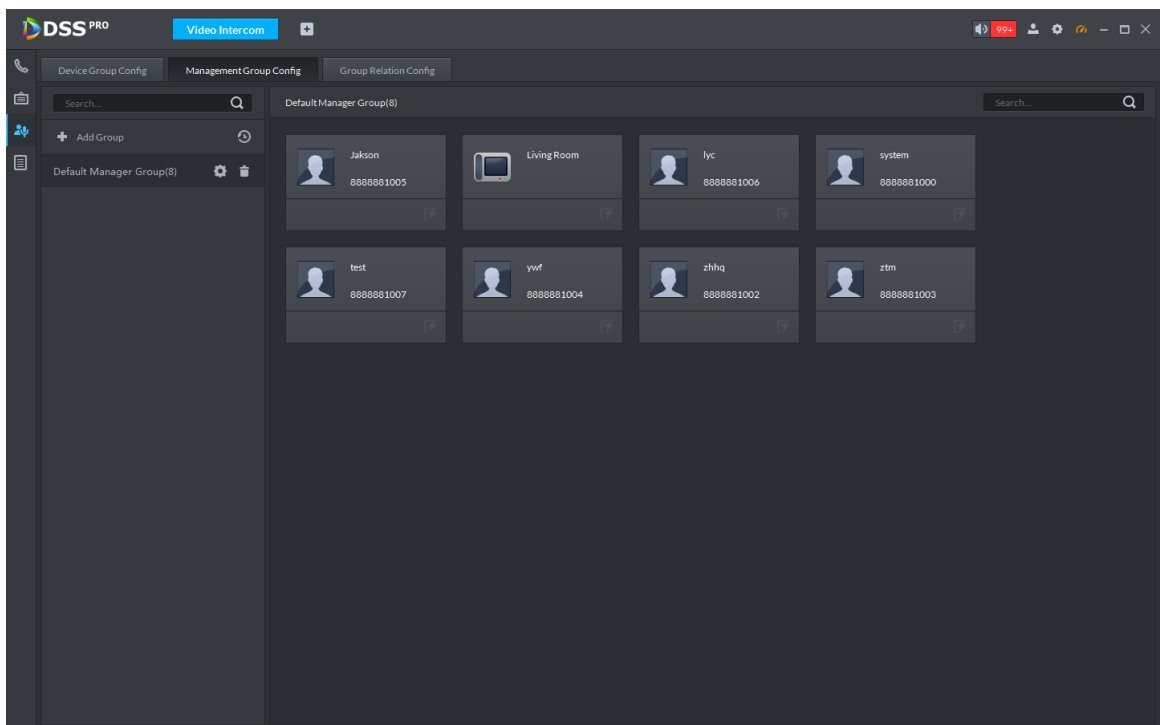 DSS PRO Video Intercom 99+
Device Group Config Management Group Config Group Relation Config
Search...
Default Manager Group(8)
Search...
Add Group
Default Manager Group(8)
Jakson
8888881005
Living Room
lyc
8888881006
system
8888881000
test
8888881007
ywf
8888881004
zhhq
8888881002
ztm
8888881003